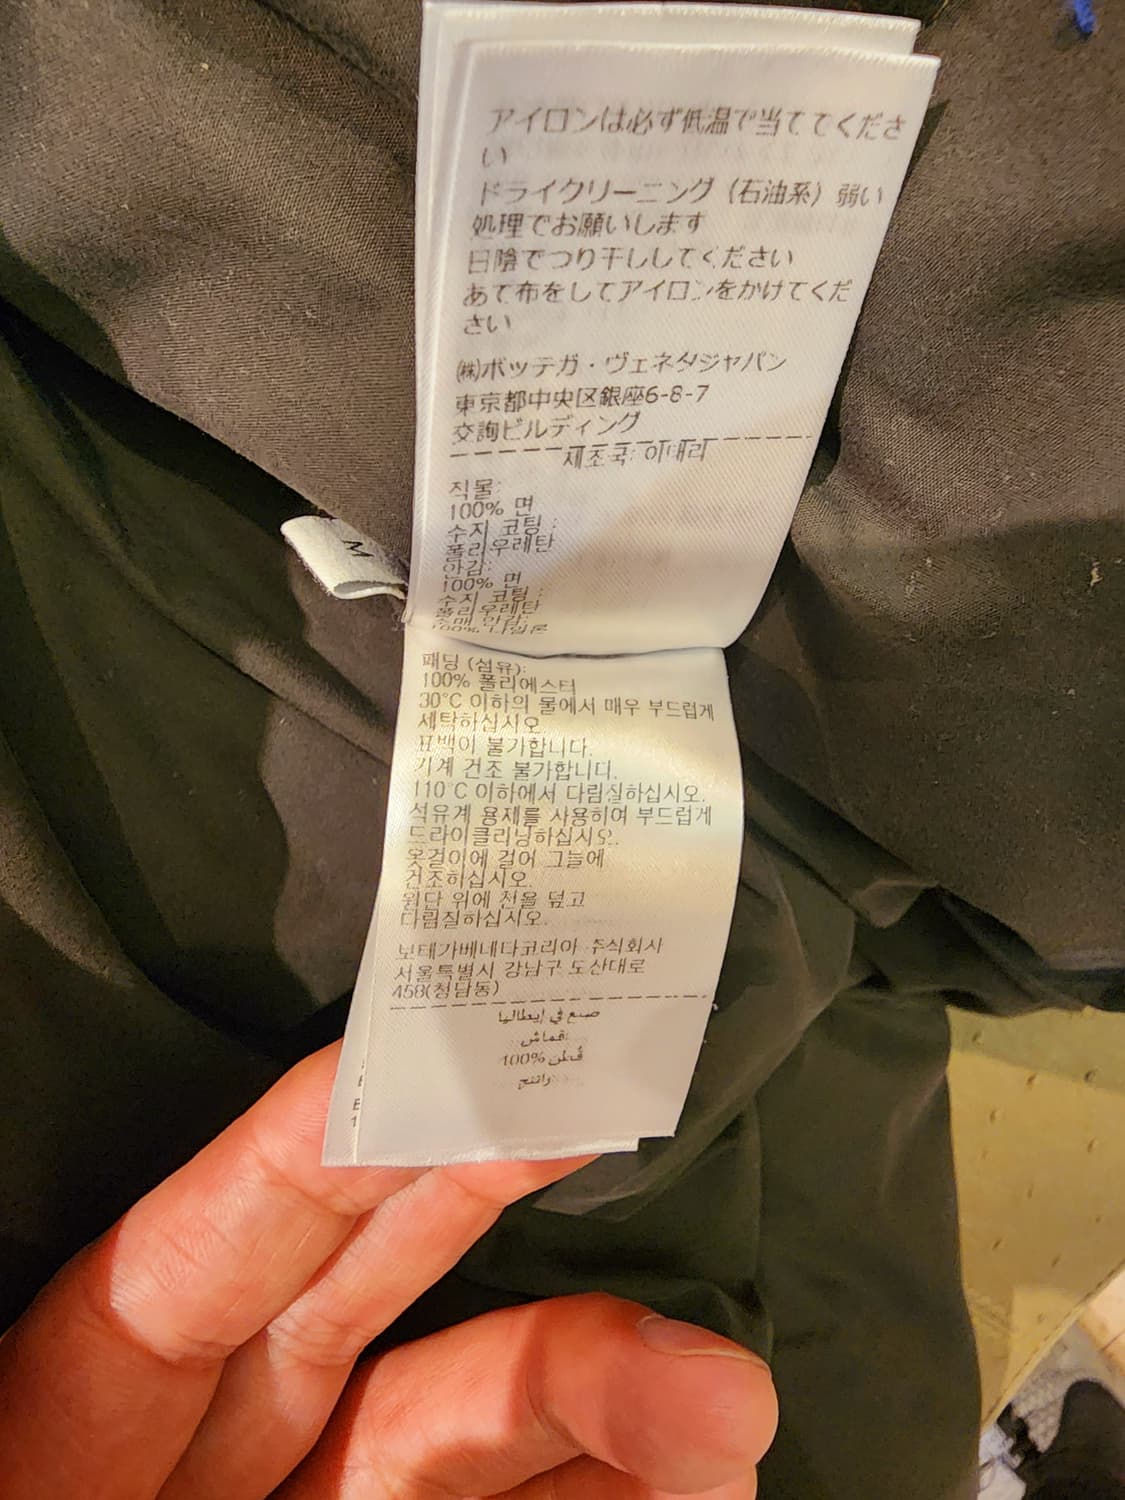 アイロンは必ず低温で当ててくださ
い
ドライクリーニング（石油系）弱い
処理でお願いします
日陰でつり干ししてください
あて布をしてアイロンをかけてくだ
さい
㈱ボッテガ・ヴェネタジャパン
東京都中央区銀座6-8-7
交詢ビルディング
제조국: 이태리
직물:
100% 면
수지 코팅 :
폴리우레탄
안감:
100% 면
수지 코팅 :
폴리우레탄
소매 안감:
100% 나일론
M
패딩 (섬유):
100% 폴리에스터
30°C 이하의 물에서 매우 부드럽게
세탁하십시오.
표백이 불가합니다.
기계 건조 불가합니다.
110°C 이하에서 다림질하십시오.
석유계 용제를 사용하여 부드럽게
드라이클리닝하십시오.
옷걸이에 걸어 그늘에
건조하십시오.
원단 위에 천을 덮고
다림질하십시오.
보테가베네타코리아 주식회사
서울특별시 강남구 도산대로
458(청담동)
صنع في إيطاليا
قماش:
100% قطن
راتنج: